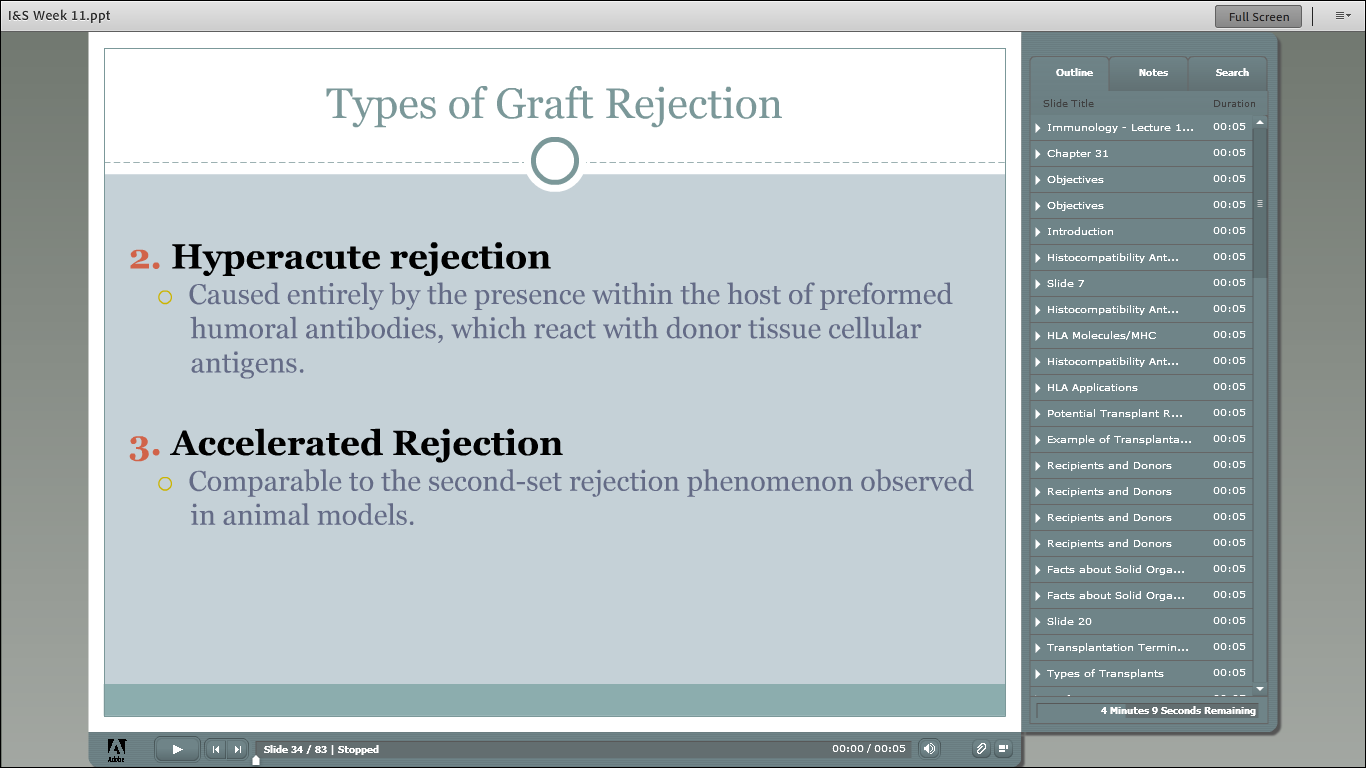 I&S Week 11.ppt
Full Screen
Types of Graft Rejection
2. Hyperacute rejection
Caused entirely by the presence within the host of preformed
humoral antibodies, which react with donor tissue cellular
antigens.
3. Accelerated Rejection
Comparable to the second-set rejection phenomenon observed
in animal models.
Outline Notes Search
Slide Title Duration
Immunology - Lecture 1... 00:05
Chapter 31 00:05
Objectives 00:05
Objectives 00:05
Introduction 00:05
Histocompatibility Ant... 00:05
Slide 7 00:05
Histocompatibility Ant... 00:05
HLA Molecules/MHC 00:05
Histocompatibility Ant... 00:05
HLA Applications 00:05
Potential Transplant R... 00:05
Example of Transplanta... 00:05
Recipients and Donors 00:05
Recipients and Donors 00:05
Recipients and Donors 00:05
Recipients and Donors 00:05
Facts about Solid Orga... 00:05
Facts about Solid Orga... 00:05
Slide 20 00:05
Transplantation Termin... 00:05
Types of Transplants 00:05
4 Minutes 9 Seconds Remaining
Adobe
Slide 34 / 83 | Stopped
00:00 / 00:05